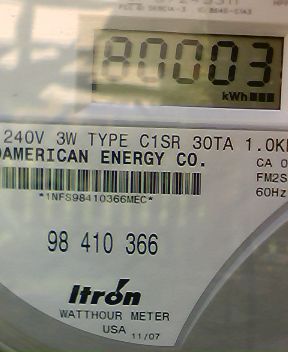 80003
kWh
240V 3W TYPE C1SR 30TA 1.0K
AMERICAN ENERGY CO.
CA 0
FM2S
60Hz
*1NFS98410366MEC*
98 410 366
Itron
WATTHOUR METER
USA 11/07